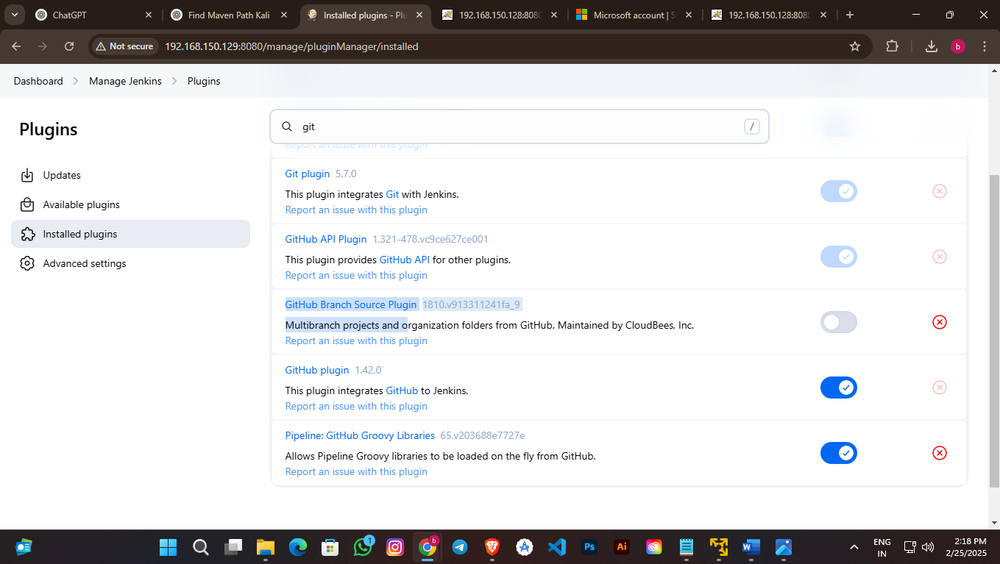 ChatGPT
Find Maven Path Kali
Installed plugins - Plu
192.168.150.128:8080
Microsoft account | S
192.168.150.128:8080
Not secure
192.168.150.129:8080/manage/pluginManager/installed
b
Dashboard
Manage Jenkins
Plugins
Plugins
git
/
Updates
Available plugins
Installed plugins
Advanced settings
Report an issue with this plugin
Git plugin 5.7.0
This plugin integrates Git with Jenkins.
Report an issue with this plugin
GitHub API Plugin 1.321-478.vc9ce627ce001
This plugin provides GitHub API for other plugins.
Report an issue with this plugin
GitHub Branch Source Plugin 1810.v913311241fa_9
Multibranch projects and organization folders from GitHub. Maintained by CloudBees, Inc.
Report an issue with this plugin
GitHub plugin 1.42.0
This plugin integrates GitHub to Jenkins.
Report an issue with this plugin
Pipeline: GitHub Groovy Libraries 65.v203688e7727e
Allows Pipeline Groovy libraries to be loaded on the fly from GitHub.
Report an issue with this plugin
1
b
Ps
Ai
W
ENG
IN
2:18 PM
2/25/2025